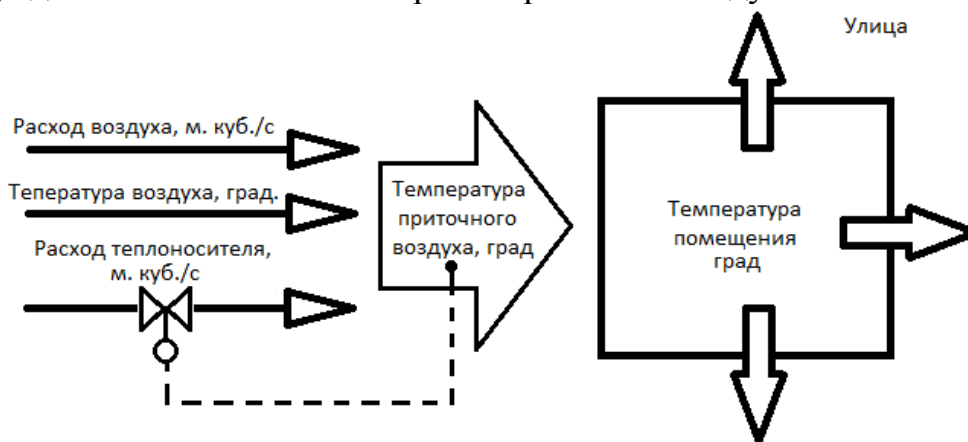 Улица
Расход воздуха, м. куб./с
Тепература воздуха, град.
Расход теплоносителя,
м. куб./с
Температура
приточного
воздуха, град
Температура
помещения
град